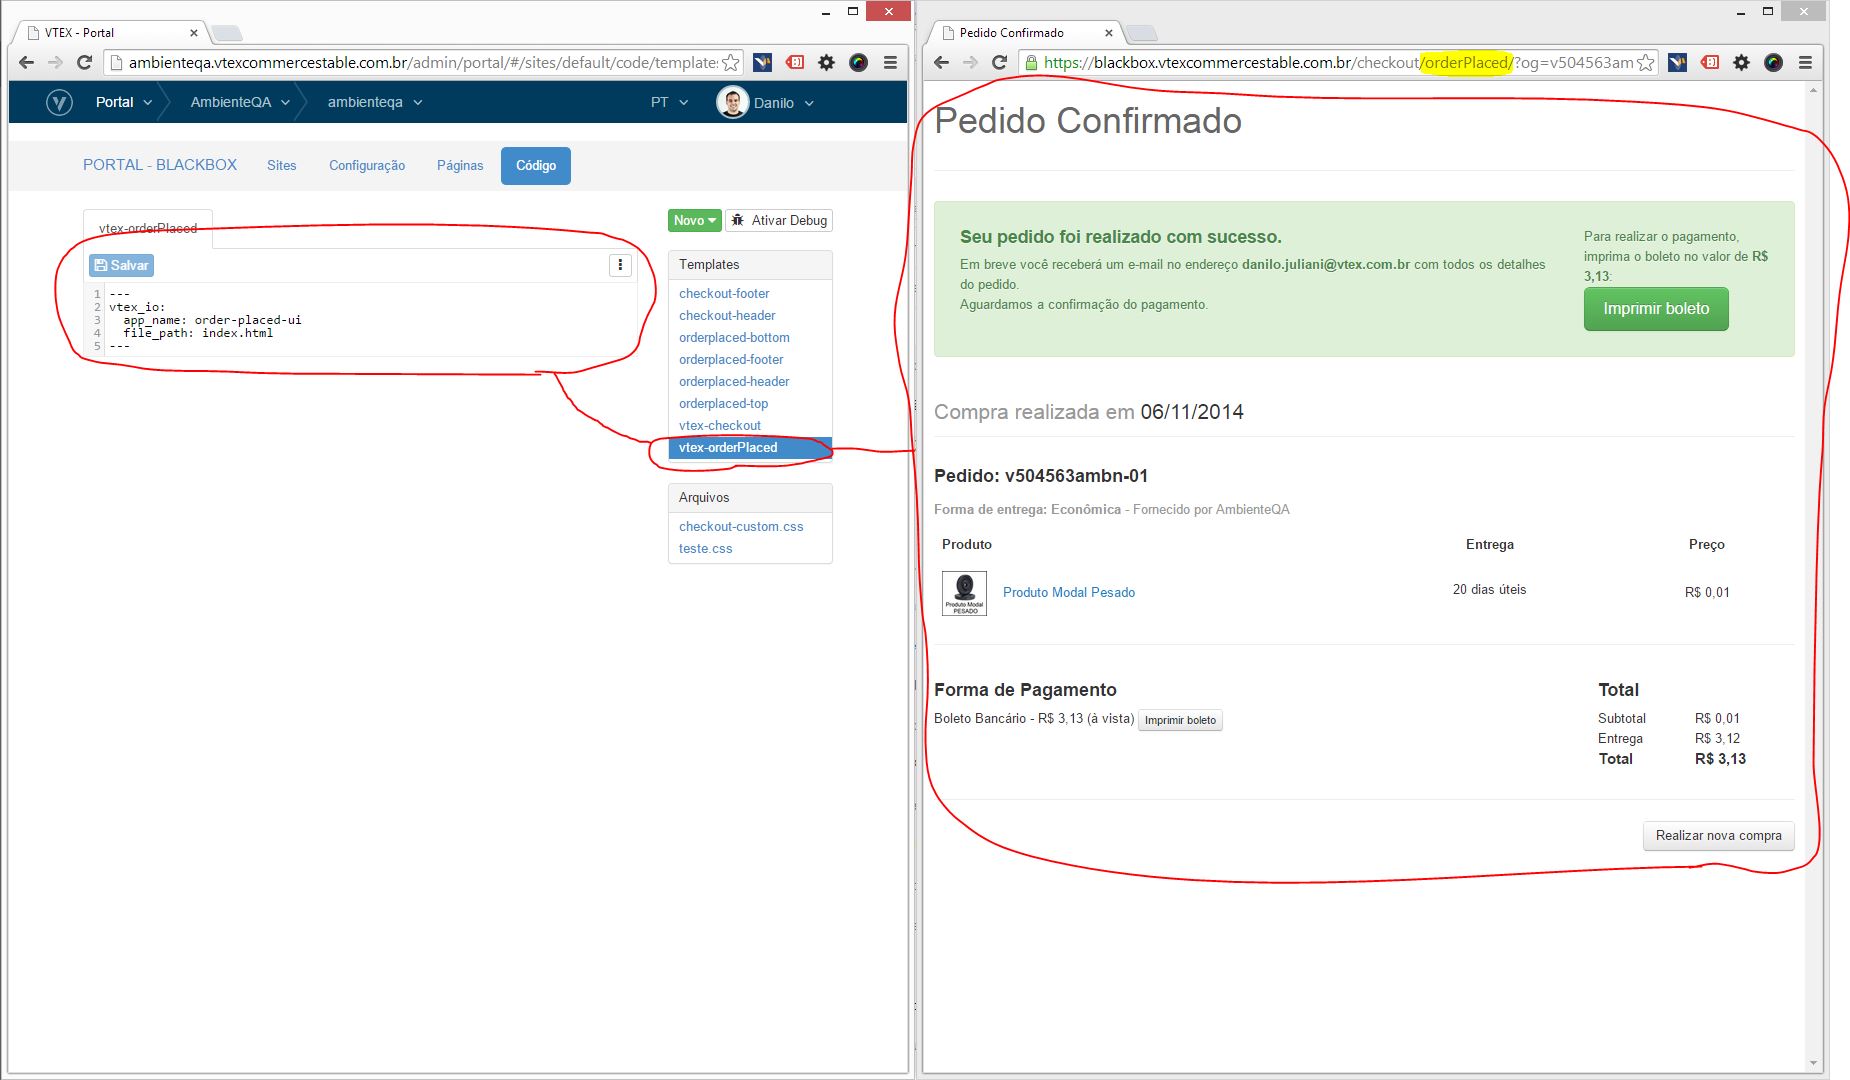 VTEX - Portal
ambienteqa.vtexcommercestable.com.br/admin/portal/#/sites/default/code/templates
Portal
AmbienteQA
ambienteqa
PT
Danilo
PORTAL - BLACKBOX
Sites
Configuração
Páginas
Código
vtex-orderPlaced
Salvar
1 ---
2 vtex_io:
3 app_name: order-placed-ui
4 file_path: index.html
5 ---
Novo
Ativar Debug
Templates
checkout-footer
checkout-header
orderplaced-bottom
orderplaced-footer
orderplaced-header
orderplaced-top
vtex-checkout
vtex-orderPlaced
Arquivos
checkout-custom.css
teste.css
Pedido Confirmado
https://blackbox.vtexcommercestable.com.br/checkout/orderPlaced/?og=v504563am
Pedido Confirmado
Seu pedido foi realizado com sucesso.
Em breve você receberá um e-mail no endereço danilo.juliani@vtex.com.br com todos os detalhes
do pedido.
Aguardamos a confirmação do pagamento.
Para realizar o pagamento,
imprima o boleto no valor de R$
3,13:
Imprimir boleto
Compra realizada em 06/11/2014
Pedido: v504563ambn-01
Forma de entrega: Econômica - Fornecido por AmbienteQA
Produto Entrega Preço
Produto Modal
PESADO
Produto Modal Pesado 20 dias úteis R$ 0,01
Forma de Pagamento
Boleto Bancário - R$ 3,13 (à vista) Imprimir boleto
Total
Subtotal R$ 0,01
Entrega R$ 3,12
Total R$ 3,13
Realizar nova compra